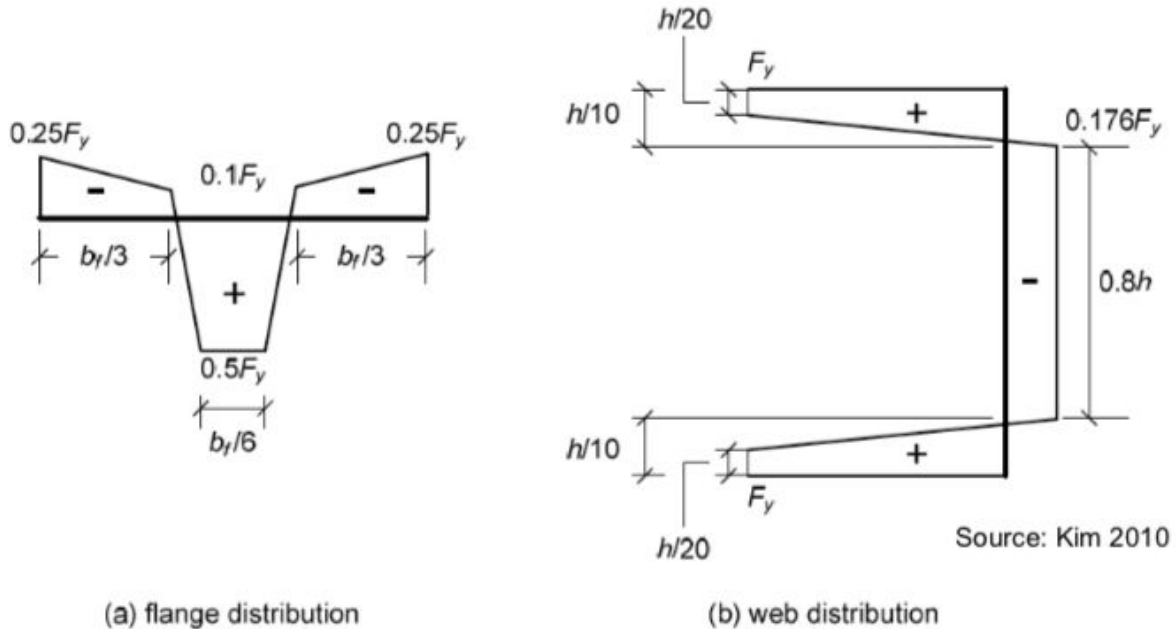 0.25F_y
0.25F_y
0.1F_y
-
-
b_f/3
b_f/3
+
0.5F_y
b_f/6
(a) flange distribution
h/20
F_y
h/10
+
0.176F_y
-
0.8h
h/10
+
F_y
h/20
Source: Kim 2010
(b) web distribution